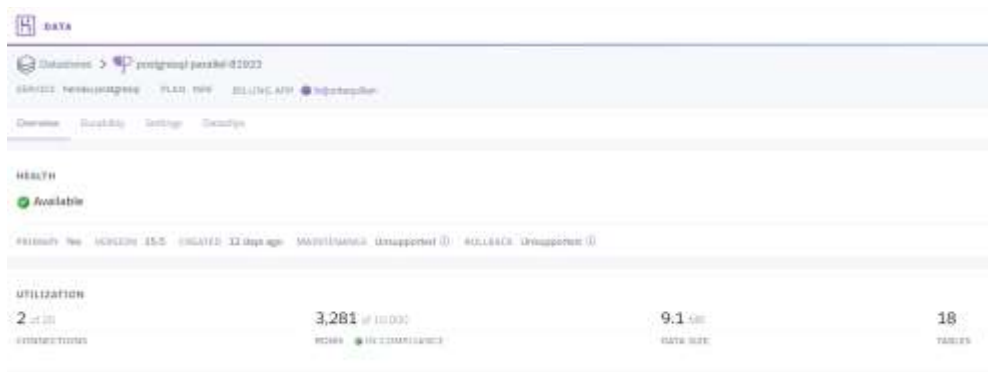 DATA
Datastores > postgresql-parallel-
SERVICE heroku-postgresql PLAN BILLING APP
Overview Durability Settings Dataclips
HEALTH
Available
PRIMARY Yes VERSION 15.5 CREATED 12 days ago MAINTENANCE Unsupported ROLLBACK Unsupported
UTILIZATION
2 of 20 3,281 of 10,000 9.1 MB 18
CONNECTIONS ROWS IN COMPLIANCE DATA SIZE TABLES